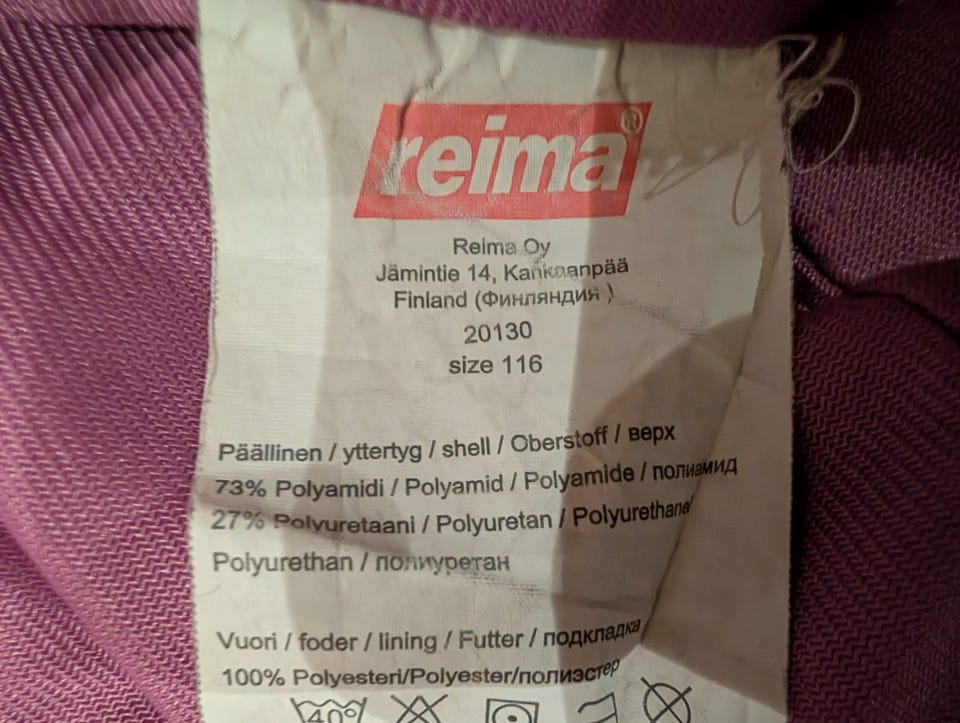 reima®
Reima Oy
Jämintie 14, Kankaanpää
Finland (Финляндия )
20130
size 116
Päällinen / yttertyg / shell / Oberstoff / верх
73% Polyamidi / Polyamid / Polyamide / полиамид
27% Polyuretaani / Polyuretan / Polyurethane
Polyurethan / полиуретан
Vuori / foder / lining / Futter / подкладка
100% Polyesteri/Polyester/полиэстер
40°